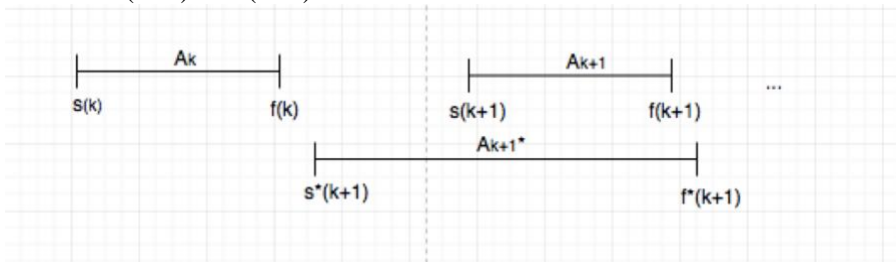 Ak
Ak+1
...
s(k)
f(k)
s(k+1)
f(k+1)
Ak+1*
s*(k+1)
f*(k+1)